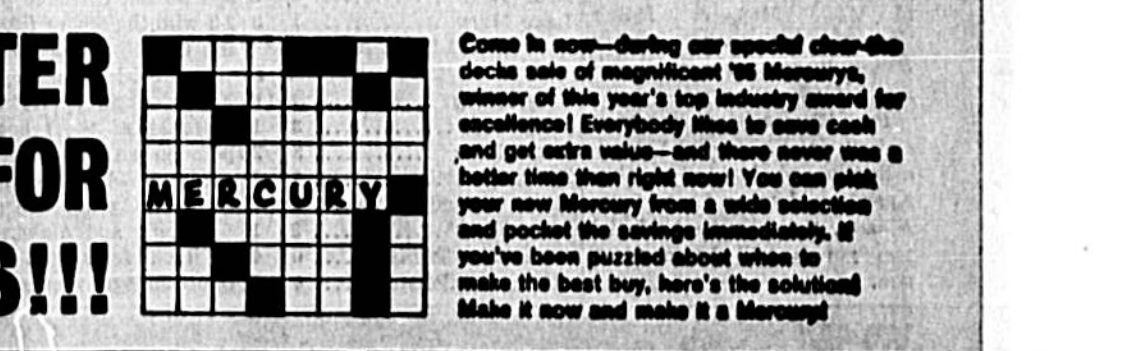 TER
FOR
S!!!
MERCURY
Come in now—during our special clear-the
decks sale of magnificent '66 Mercurys,
winner of this year's top industry award for
excellence! Everybody likes to save cash
and get extra value—and there never was a
better time than right now! You can pick
your new Mercury from a wide selection
and pocket the savings immediately. If
you've been puzzled about when to
make the best buy, here's the solution!
Make it now and make it a Mercury!